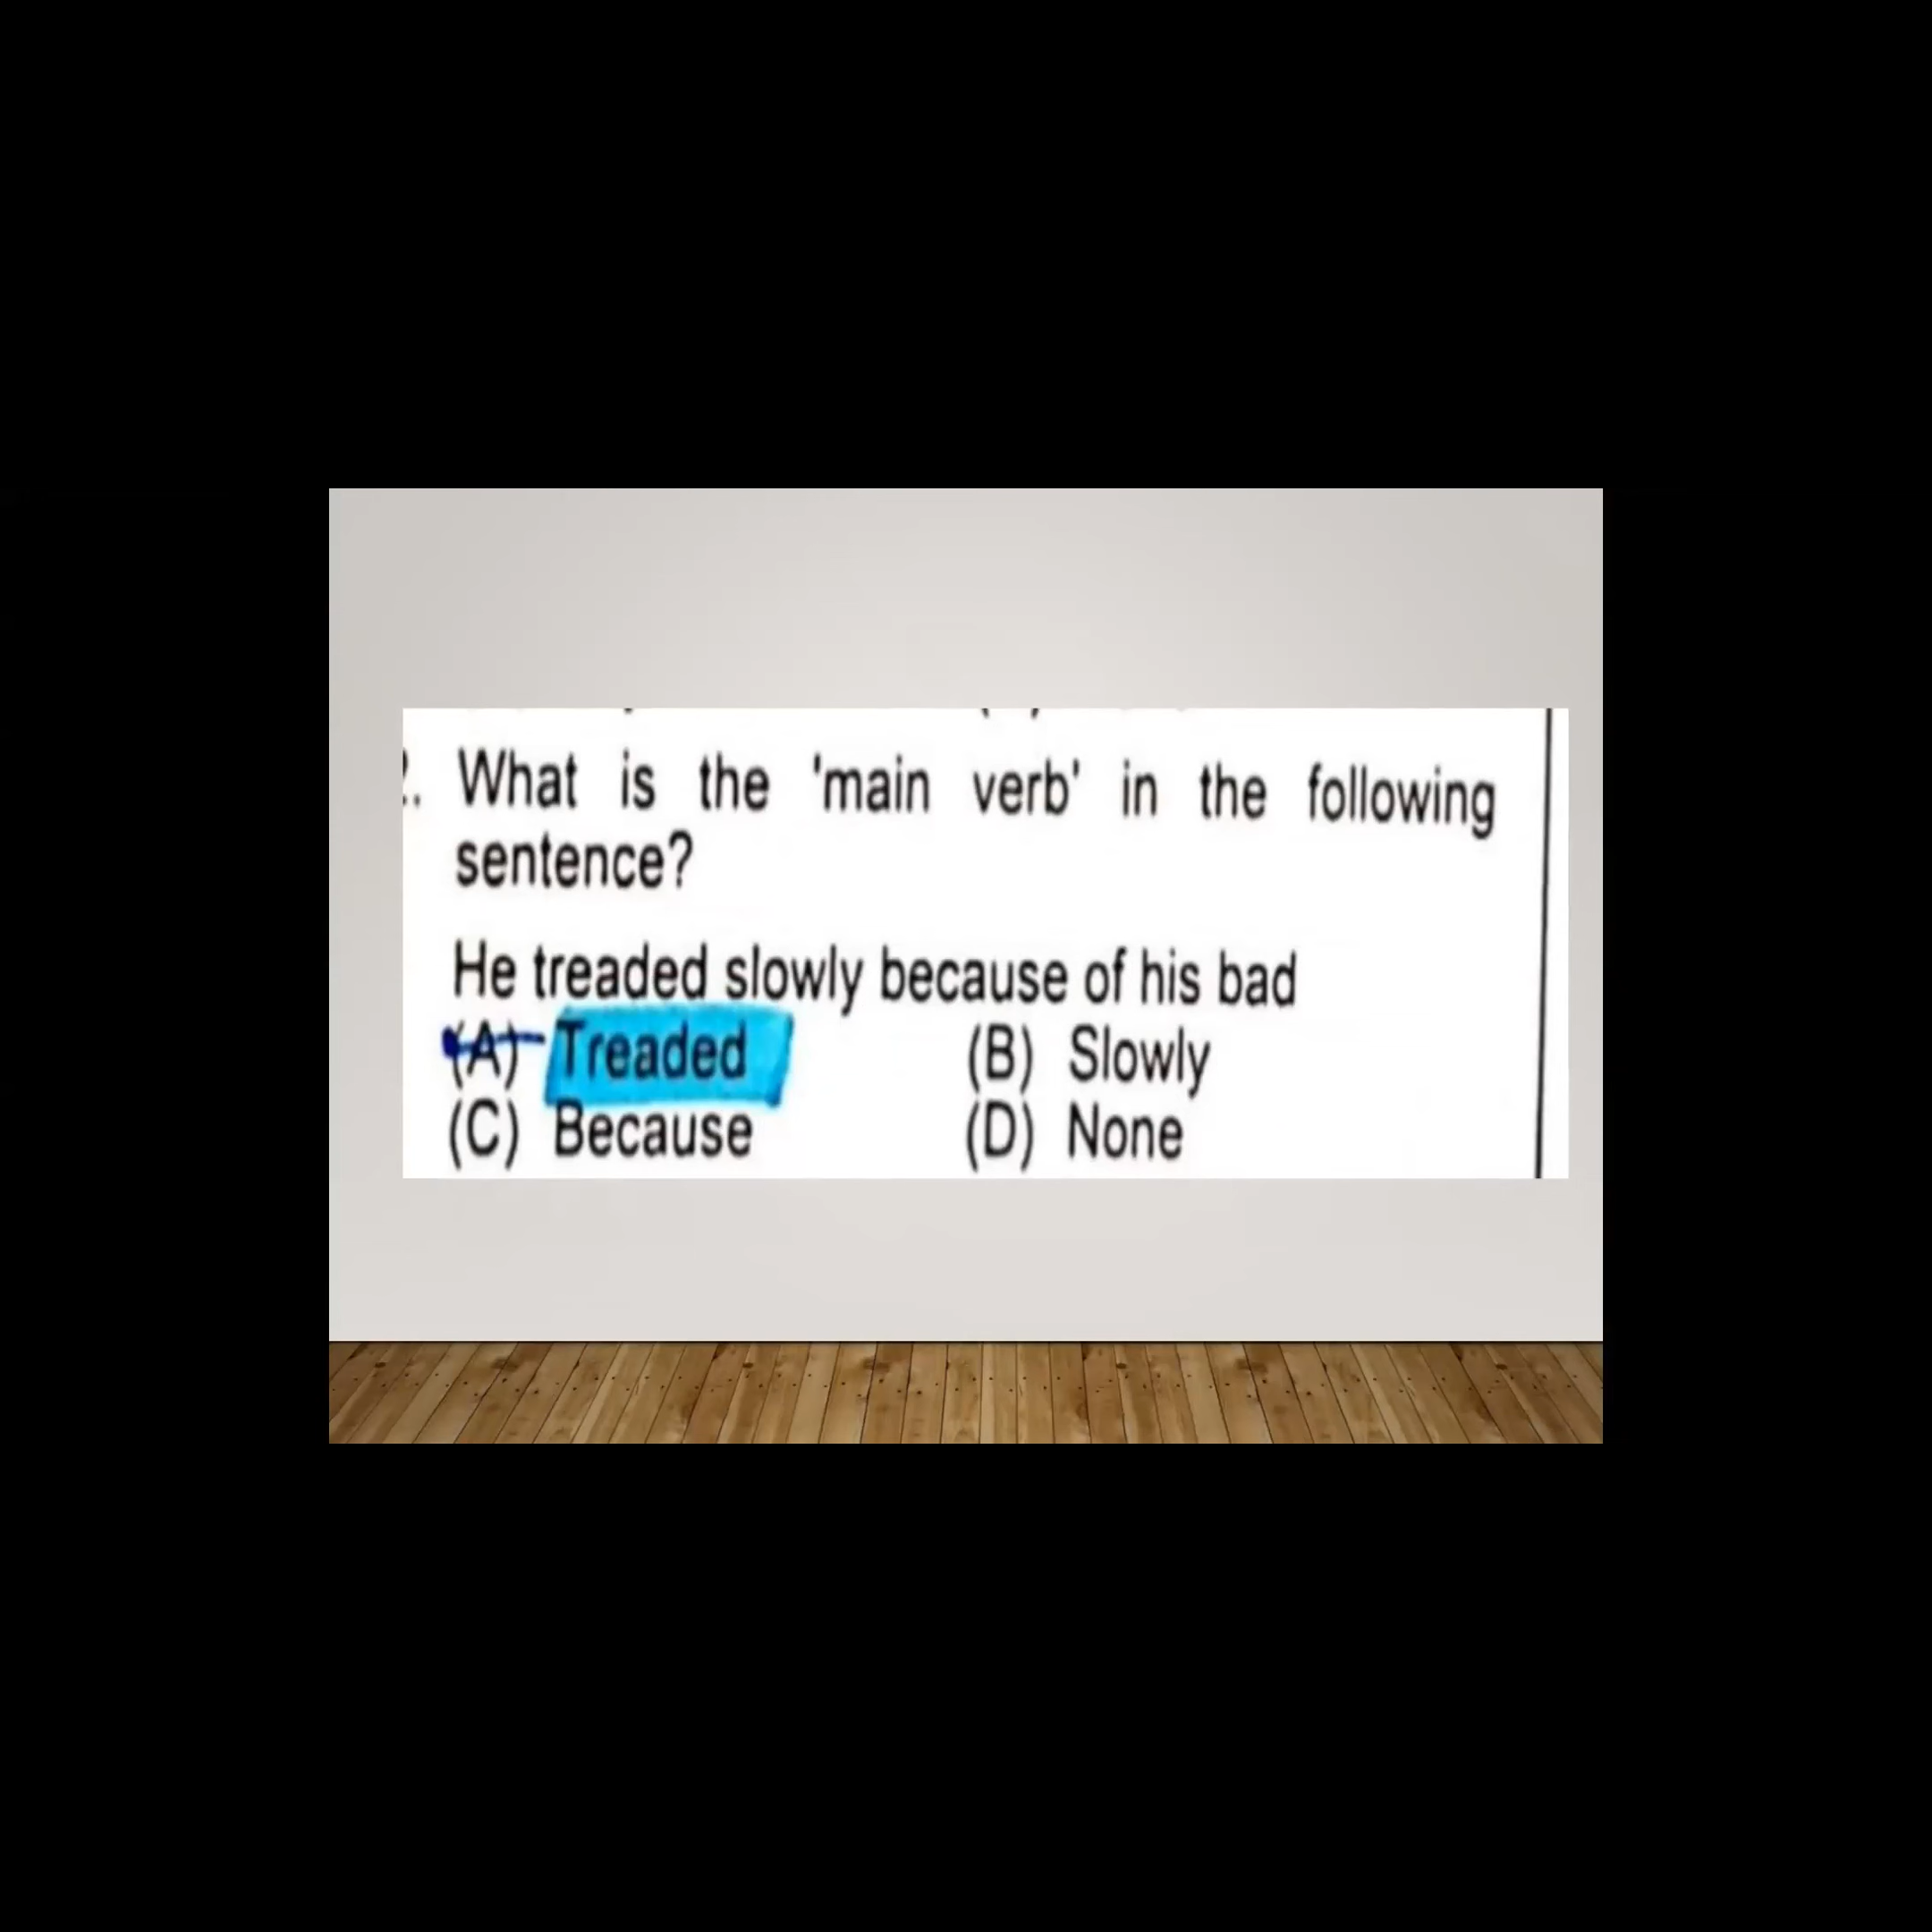 What is the 'main verb' in the following
sentence?
He treaded slowly because of his bad
(A) Treaded (B) Slowly
(C) Because (D) None